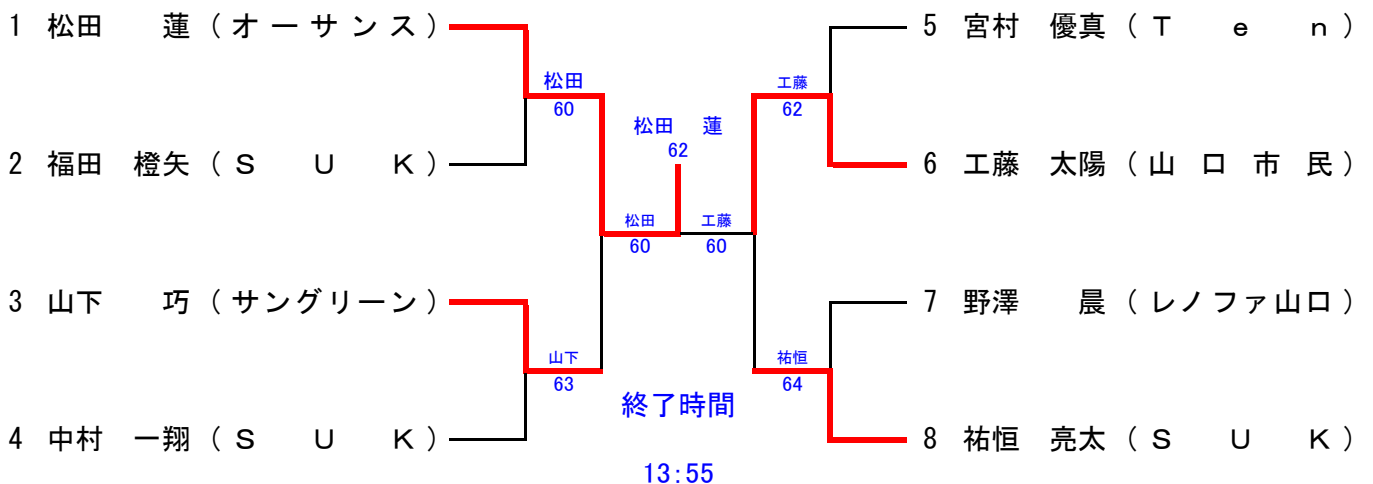 1 松田 蓮 (オーサンス)
5 宮村 優真 (Ten)
松田
60
工藤
62
松田 蓮
62
2 福田 橙矢 (SUK)
6 工藤 太陽 (山口市民)
松田
60
工藤
60
3 山下 巧 (サングリーン)
7 野澤 晨 (レノファ山口)
山下
63
祐恒
64
終了時間
4 中村 一翔 (SUK)
8 祐恒 亮太 (SUK)
13:55